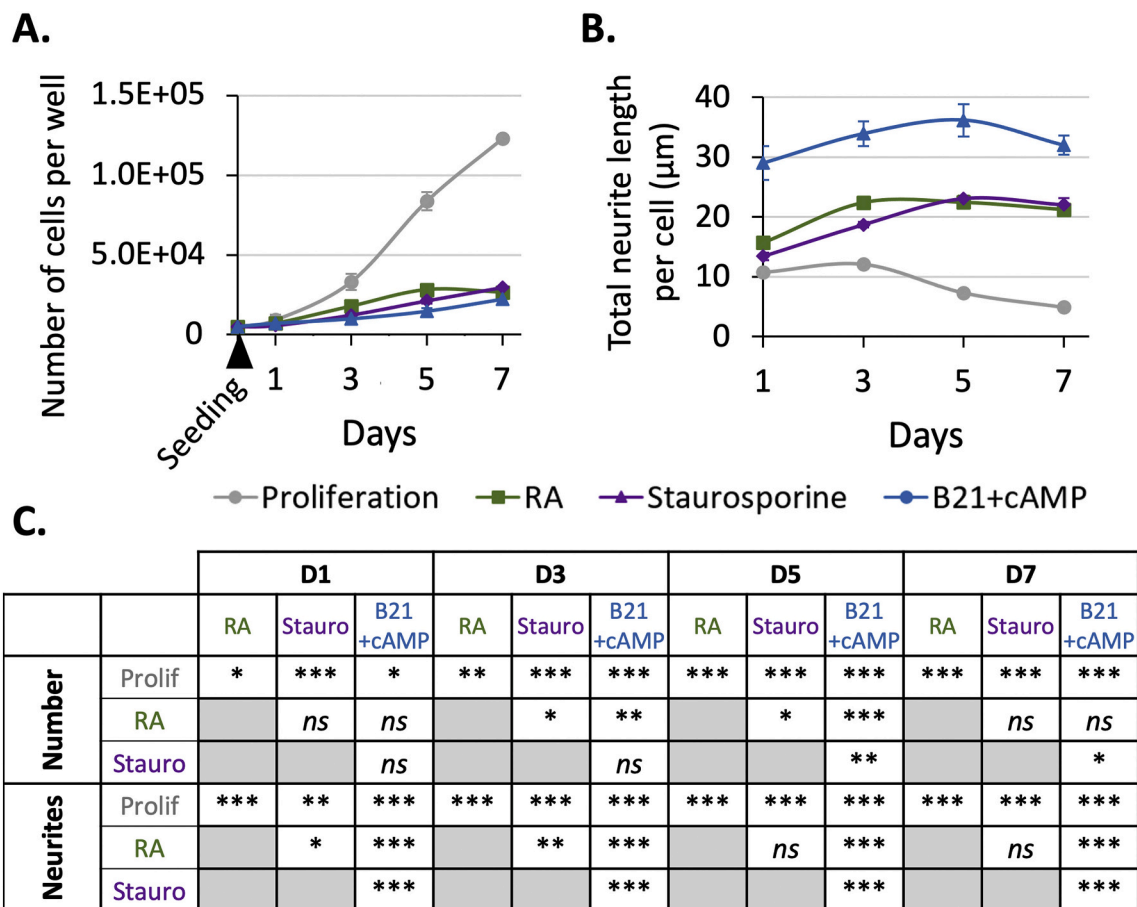 A.
Number of cells per well
1.5E+05
1.0E+05
5.0E+04
0
Seeding
1 3 5 7
Days
B.
Total neurite length
per cell (µm)
40
30
20
10
0
1 3 5 7
Days
Proliferation RA Staurosporine B21+cAMP
C.
D1 D3 D5 D7
RA Stauro B21 +cAMP RA Stauro B21 +cAMP RA Stauro B21 +cAMP RA Stauro B21 +cAMP
Number
Prolif * *** * ** *** *** *** *** *** *** *** ***
RA ns ns * ** * *** ns ns
Stauro ns ns ** *
Neurites
Prolif *** ** *** *** *** *** *** *** *** *** *** ***
RA * *** ** *** ns *** ns ***
Stauro *** *** *** ***